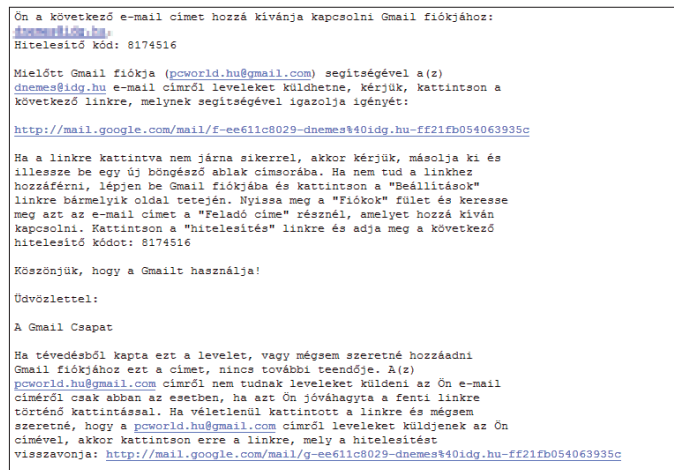 Ön a következő e-mail címet hozzá kívánja kapcsolni Gmail fiókjához:
Hitelesítő kód: 8174516
Mielőtt Gmail fiókja (pcworld.hu@gmail.com) segítségével a(z)
dnemes@idg.hu e-mail címről leveleket küldhetne, kérjük, kattintson a
következő linkre, melynek segítségével igazolja igényét:
http://mail.google.com/mail/f-ee611c8029-dnemes%40idg.hu-ff21fb054063935c
Ha a linkre kattintva nem járna sikerrel, akkor kérjük, másolja ki és
illessze be egy új böngésző ablak címsorába. Ha nem tud a linkhez
hozzáférni, lépjen be Gmail fiókjába és kattintson a "Beállítások"
linkre bármelyik oldal tetején. Nyissa meg a "Fiókok" fület és keresse
meg azt az e-mail címet a "Feladó címe" résznél, amelyet hozzá kíván
kapcsolni. Kattintson a "hitelesítés" linkre és adja meg a következő
hitelesítő kódot: 8174516
Köszönjük, hogy a Gmailt használja!
Üdvözlettel:
A Gmail Csapat
Ha tévedésből kapta ezt a levelet, vagy mégsem szeretné hozzáadni
Gmail fiókjához ezt a címet, nincs további teendője. A(z)
pcworld.hu@gmail.com címről nem tudnak leveleket küldeni az Ön e-mail
címéről csak abban az esetben, ha azt Ön jóváhagyta a fenti linkre
történő kattintással. Ha véletlenül kattintott a linkre és mégsem
szeretné, hogy a pcworld.hu@gmail.com címről leveleket küldjenek az Ön
címével, akkor kattintson erre a linkre, mely a hitelesítést
visszavonja: http://mail.google.com/mail/g-ee611c8029-dnemes%40idg.hu-ff21fb054063935c